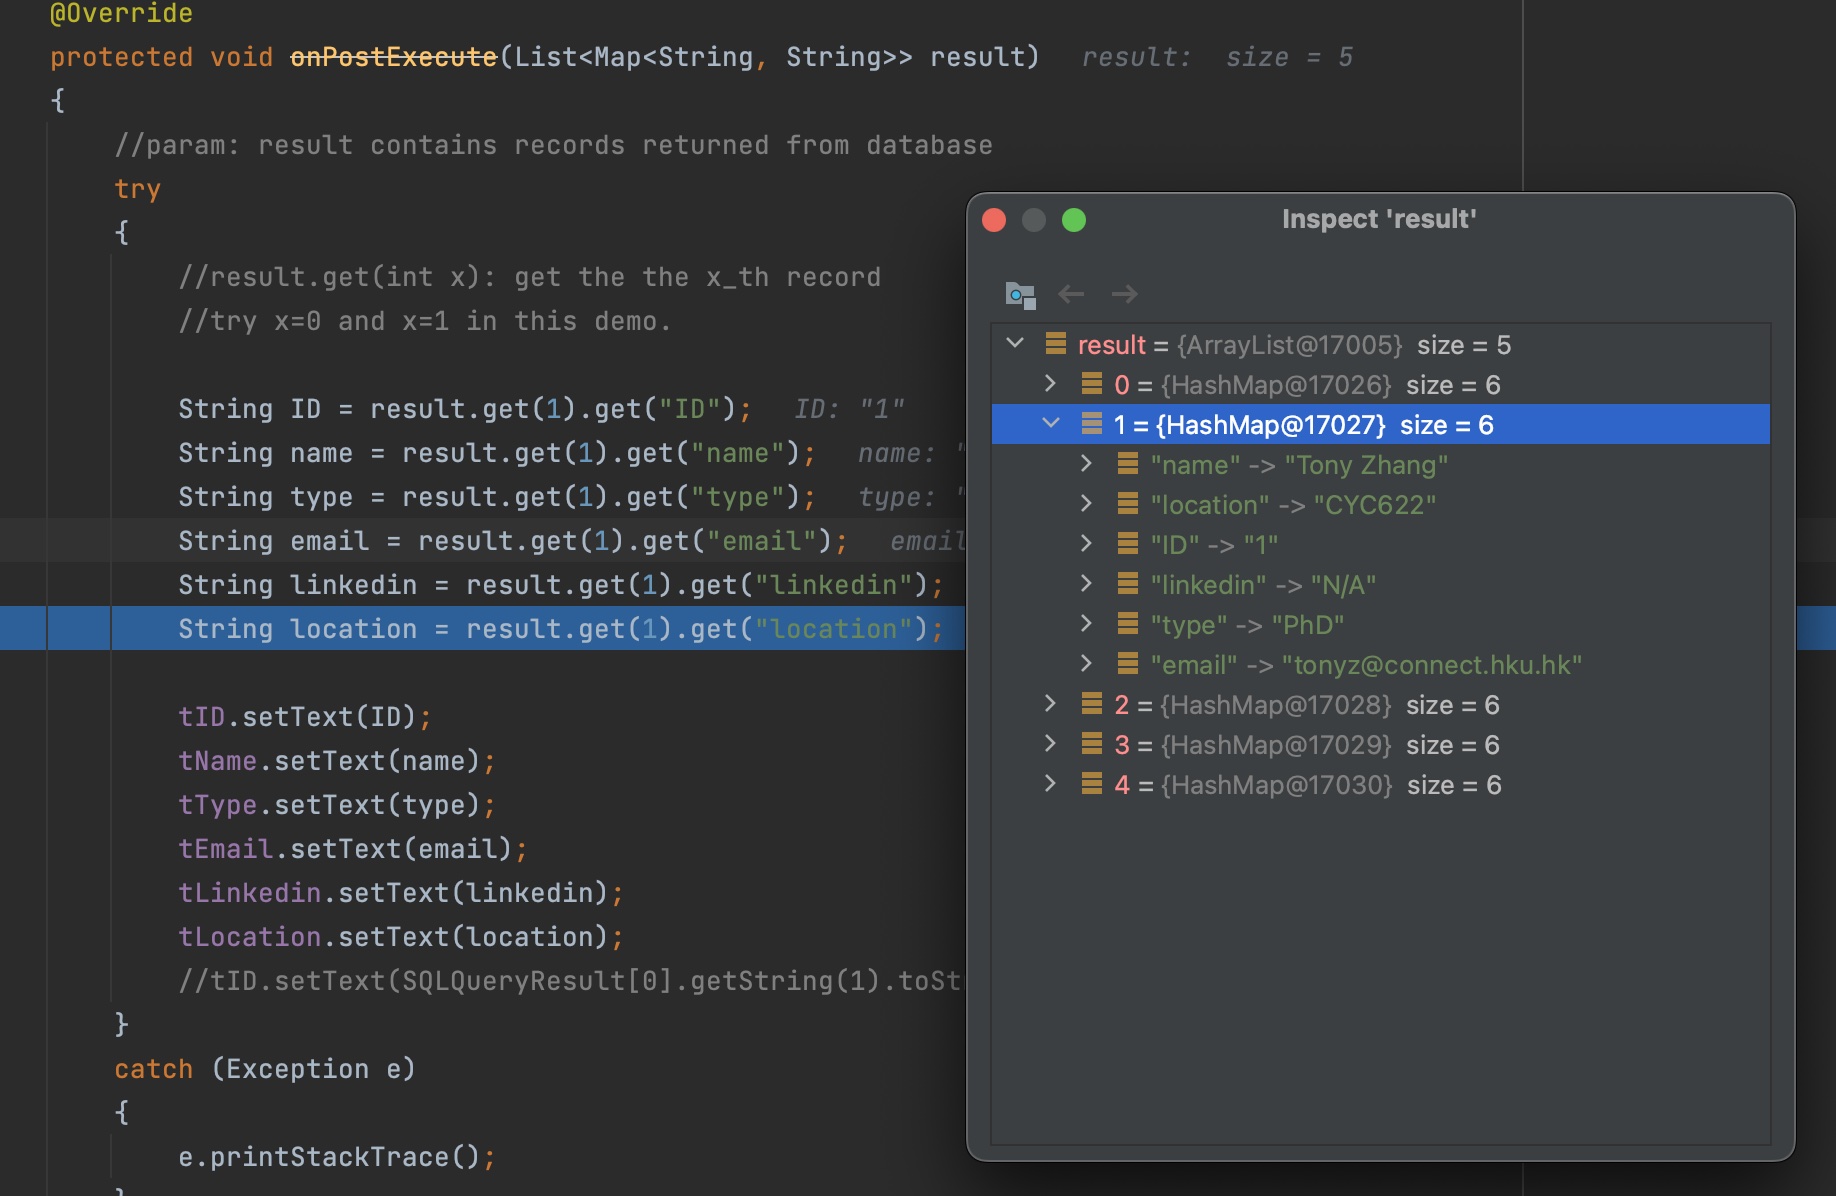 @Override
protected void onPostExecute(List<Map<String, String>> result)   result:  size = 5
{
//param: result contains records returned from database
try
{
//result.get(int x): get the the x_th record
//try x=0 and x=1 in this demo.
String ID = result.get(1).get("ID");   ID: "1"
String name = result.get(1).get("name");   name: "
String type = result.get(1).get("type");   type: "
String email = result.get(1).get("email");   email
String linkedin = result.get(1).get("linkedin");
String location = result.get(1).get("location");
tID.setText(ID);
tName.setText(name);
tType.setText(type);
tEmail.setText(email);
tLinkedin.setText(linkedin);
tLocation.setText(location);
//tID.setText(SQLQueryResult[0].getString(1).toSt
}
catch (Exception e)
{
e.printStackTrace();
Inspect 'result'
result = {ArrayList@17005}  size = 5
0 = {HashMap@17026}  size = 6
1 = {HashMap@17027}  size = 6
"name" -> "Tony Zhang"
"location" -> "CYC622"
"ID" -> "1"
"linkedin" -> "N/A"
"type" -> "PhD"
"email" -> "tonyz@connect.hku.hk"
2 = {HashMap@17028}  size = 6
3 = {HashMap@17029}  size = 6
4 = {HashMap@17030}  size = 6